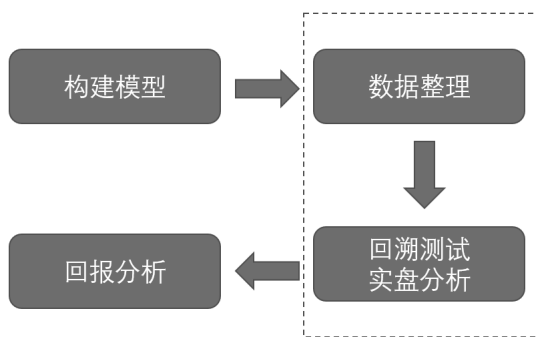 构建模型
数据整理
回溯测试
实盘分析
回报分析